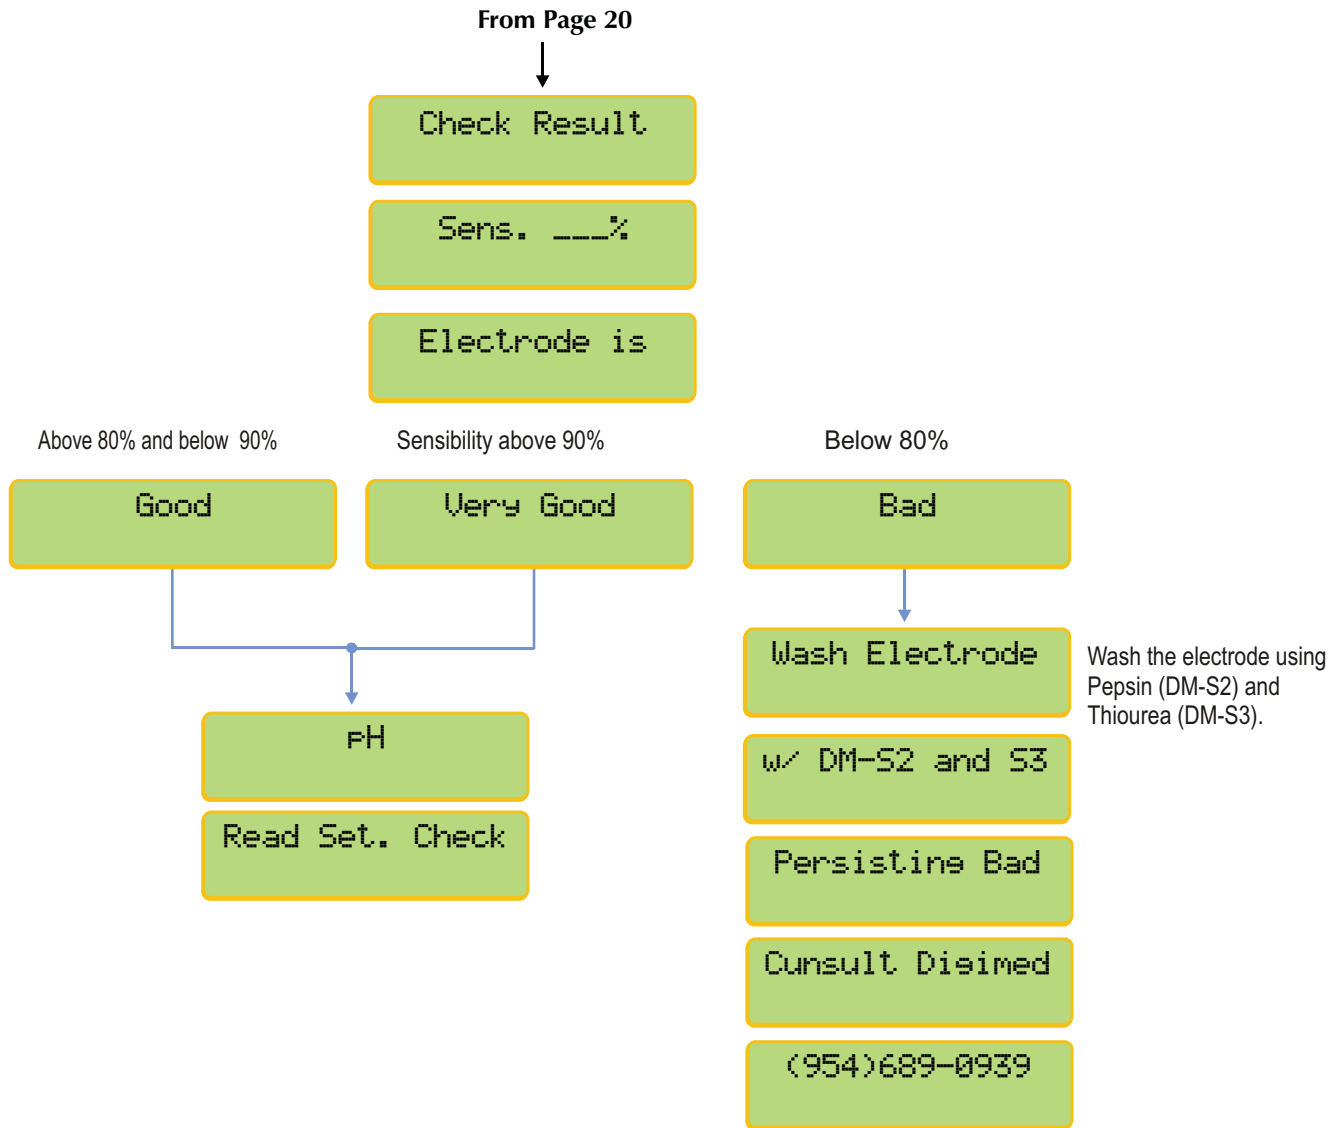 From Page 20
Check Result
Sens. ___%
Electrode is
Above 80% and below 90%
Sensibility above 90%
Below 80%
Good
Very Good
Bad
Wash Electrode
Wash the electrode using
Pepsin (DM-S2) and
Thiourea (DM-S3).
pH
w/ DM-S2 and S3
Read Set. Check
Persisting Bad
Cunsult Digimed
(954)689-0939